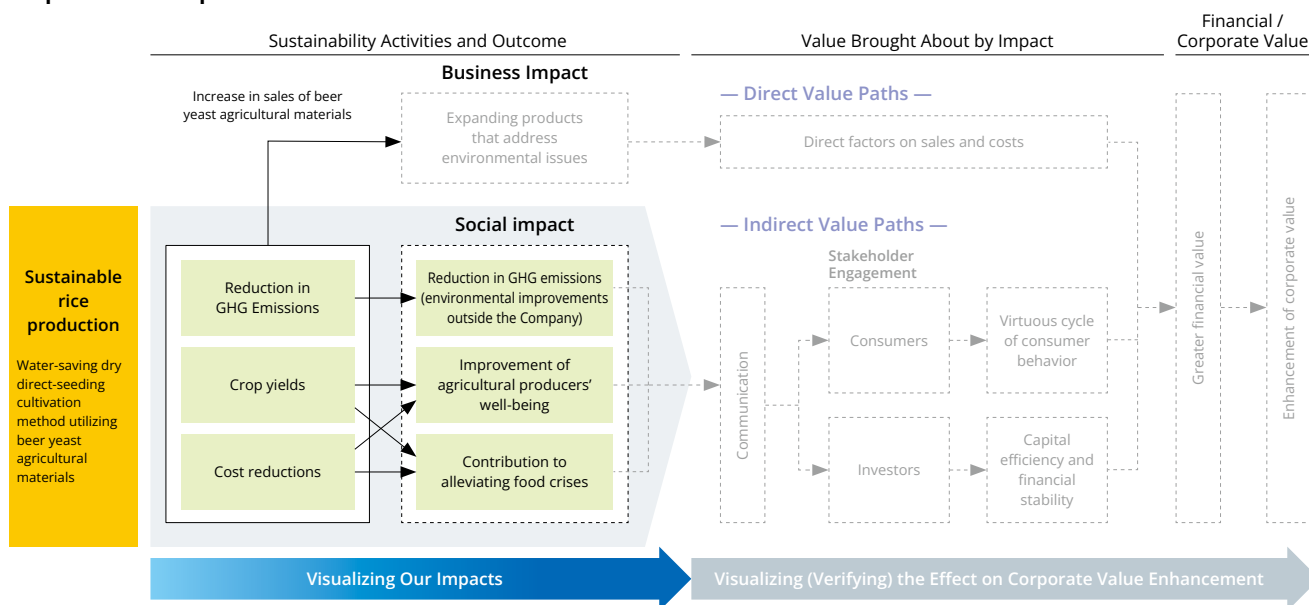 Sustainability Activities and Outcome
Value Brought About by Impact
Financial /
Corporate Value
Business Impact
Increase in sales of beer
yeast agricultural materials
Expanding products
that address
environmental issues
— Direct Value Paths —
Direct factors on sales and costs
Sustainable
rice
production
Water-saving dry
direct-seeding
cultivation
method utilizing
beer yeast
agricultural
materials
Social impact
Reduction in
GHG Emissions
Crop yields
Cost reductions
Reduction in GHG emissions
(environmental improvements
outside the Company)
Improvement of
agricultural producers’
well-being
Contribution to
alleviating food crises
— Indirect Value Paths —
Stakeholder
Engagement
Communication
Consumers
Virtuous cycle
of consumer
behavior
Investors
Capital
efficiency and
financial
stability
Greater financial value
Enhancement of corporate value
Visualizing Our Impacts
Visualizing (Verifying) the Effect on Corporate Value Enhancement